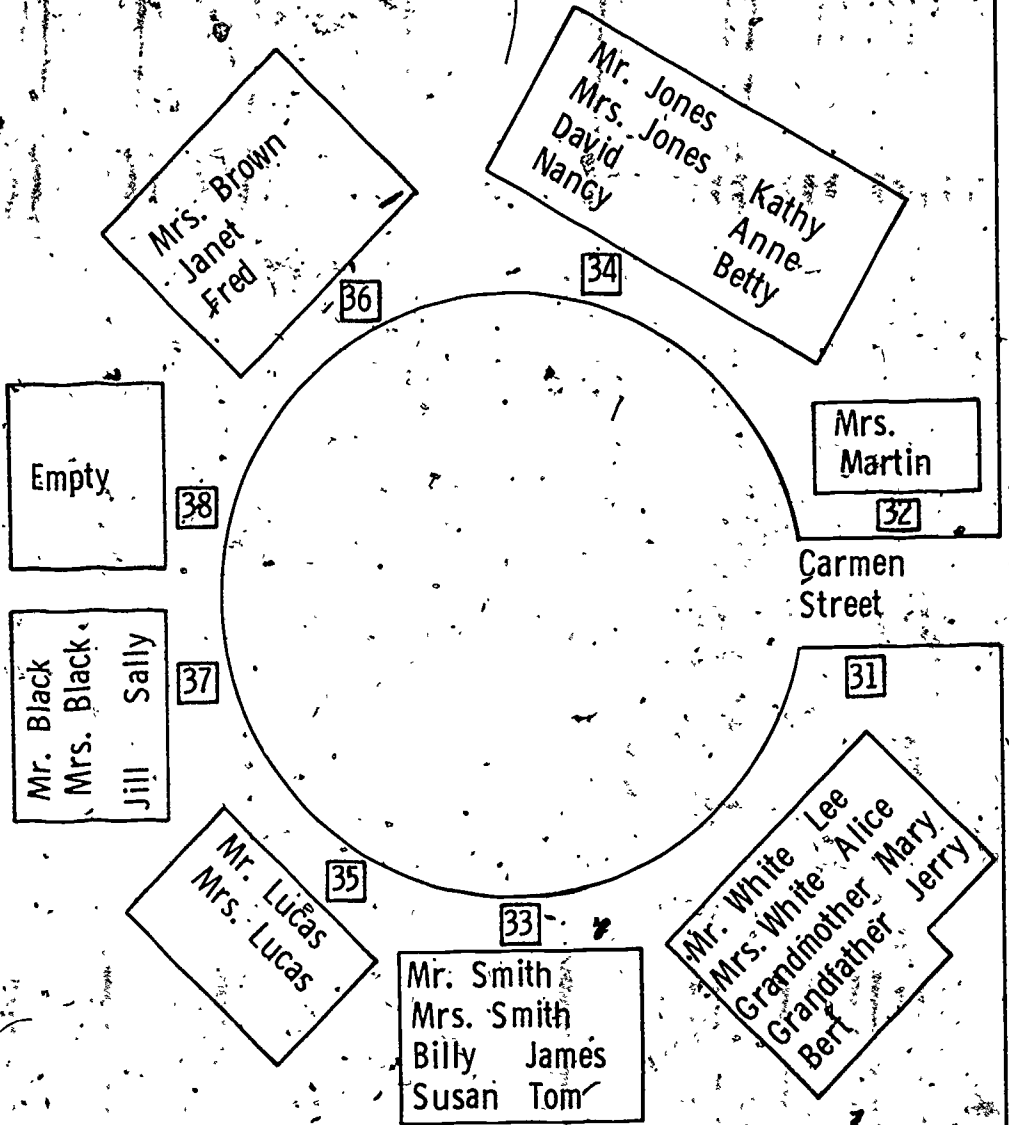 Mr. Jones
Mrs. Jones Kathy
David Anne
Nancy Betty
34
Mrs. Brown
Janet
Fred
36
Mrs.
Martin
32
Empty
38
Carmen
Street
Mr. Black
Mrs. Black
Jill Sally
37
31
Mr. White Lee
Mrs. White Alice
Grandmother Mary
Grandfather Jerry
Bert
Mr. Lucas
Mrs. Lucas
35
33
Mr. Smith
Mrs. Smith
Billy James
Susan Tom